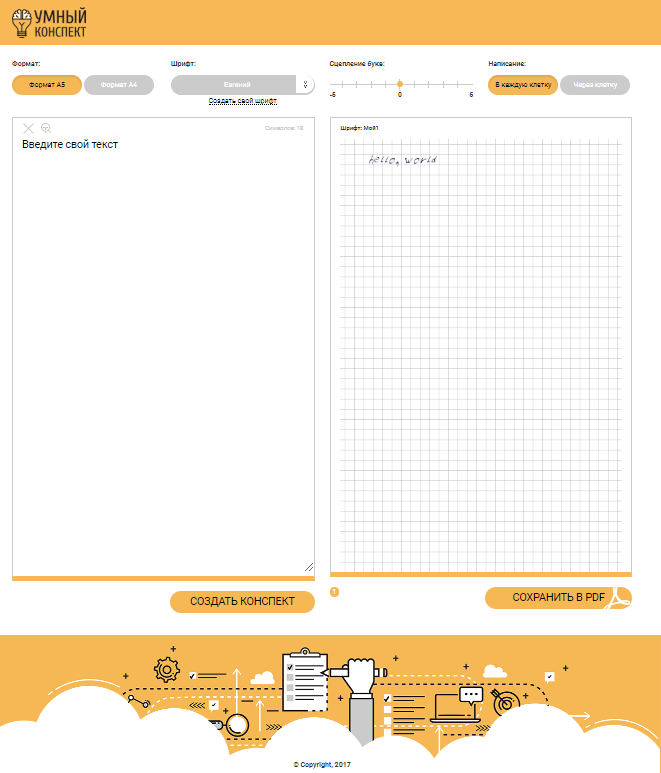 УМНЫЙ
КОНСПЕКТ
Формат:
Шрифт:
Сцепление букв:
Написание:
Формат А5
Формат А4
Евгений
В каждую клетку
Через клетку
Создать свой шрифт
-5
0
5
Символов: 18
Шрифт: Мой1
Введите свой текст
hello, world
1
СОЗДАТЬ КОНСПЕКТ
СОХРАНИТЬ В PDF
© Copyright, 2017